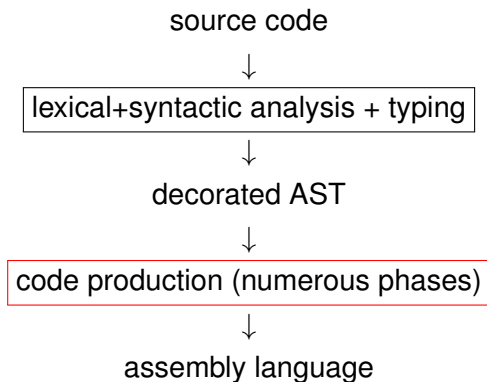 source code
↓
lexical+syntactic analysis + typing
↓
decorated AST
↓
code production (numerous phases)
↓
assembly language